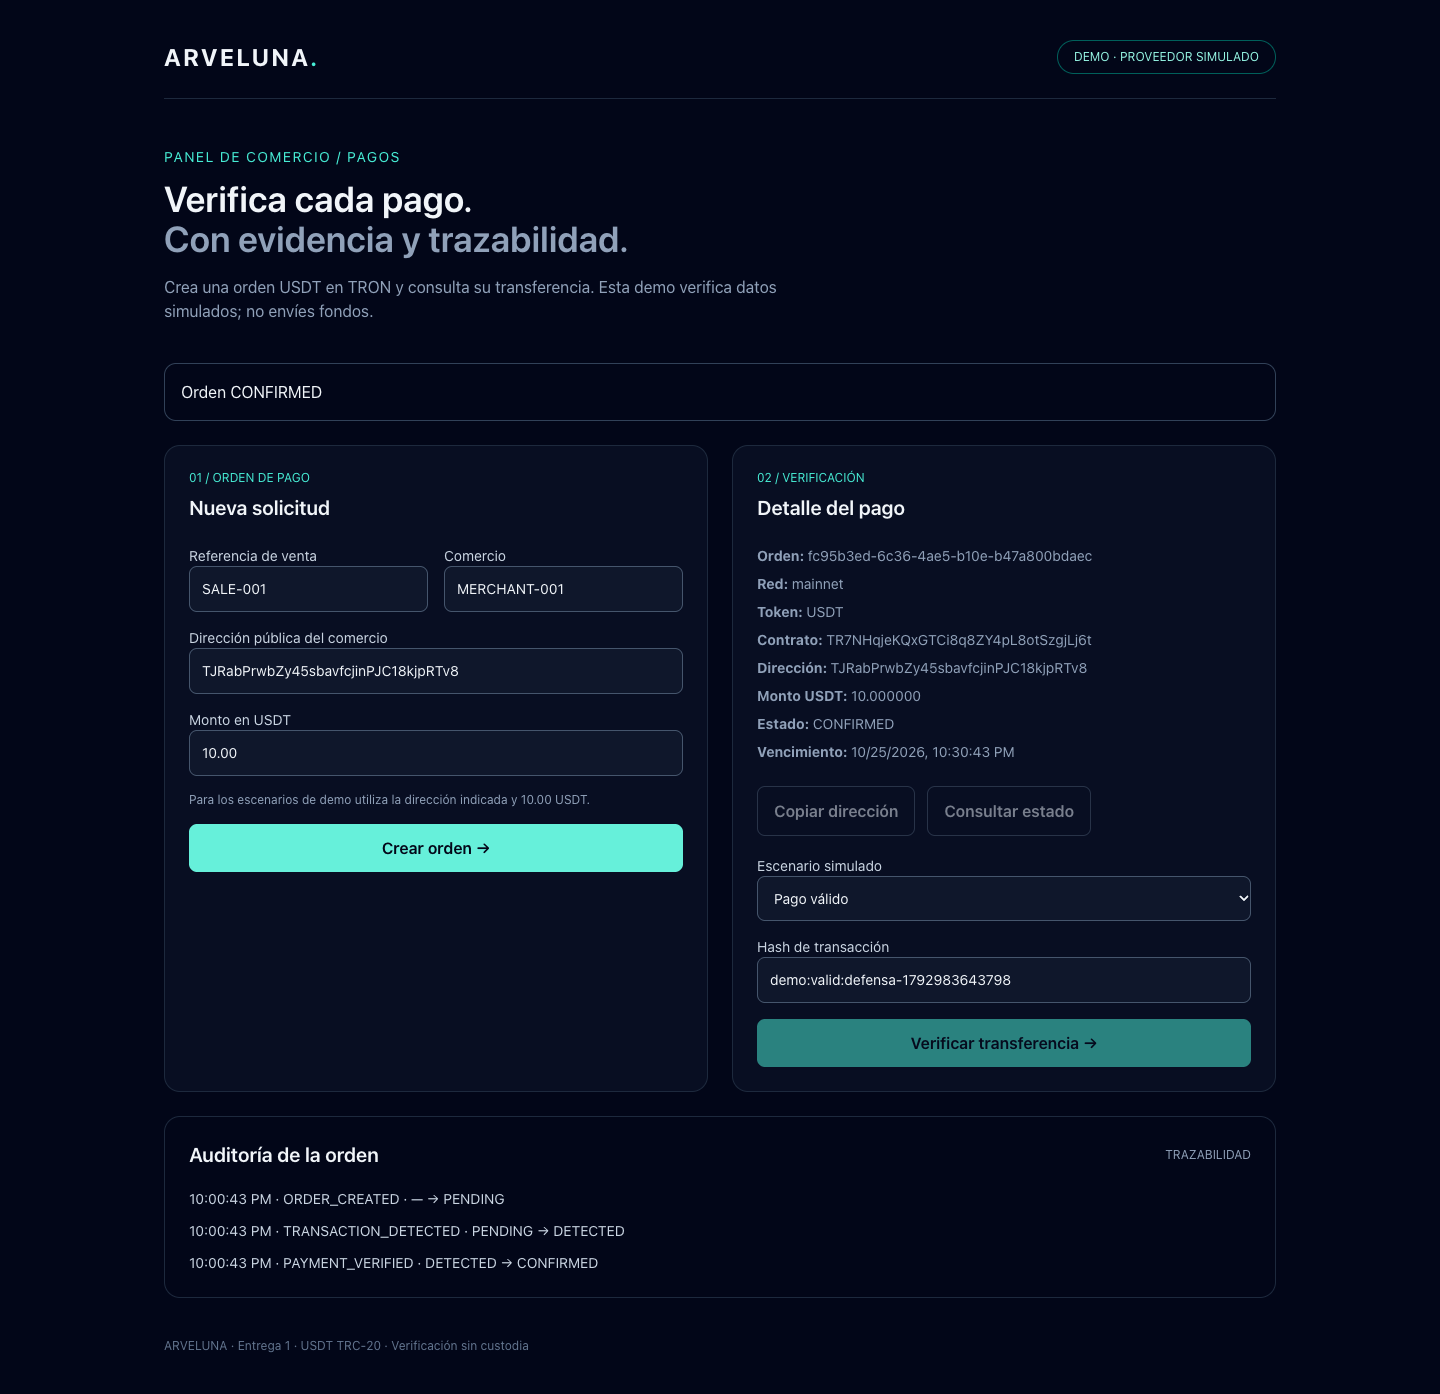 ARVELUNA.
DEMO · PROVEEDOR SIMULADO
PANEL DE COMERCIO / PAGOS
Verifica cada pago.
Con evidencia y trazabilidad.
Crea una orden USDT en TRON y consulta su transferencia. Esta demo verifica datos
simulados; no envíes fondos.
Orden CONFIRMED
01 / ORDEN DE PAGO
Nueva solicitud
Referencia de venta
Comercio
SALE-001
MERCHANT-001
Dirección pública del comercio
TJRabPrwbZy45sbavfcjinPJC18kjpRTv8
Monto en USDT
10.00
Para los escenarios de demo utiliza la dirección indicada y 10.00 USDT.
Crear orden →
02 / VERIFICACIÓN
Detalle del pago
Orden: fc95b3ed-6c36-4ae5-b10e-b47a800bdaec
Red: mainnet
Token: USDT
Contrato: TR7NHqjeKQxGTCi8q8ZY4pL8otSzgjLj6t
Dirección: TJRabPrwbZy45sbavfcjinPJC18kjpRTv8
Monto USDT: 10.000000
Estado: CONFIRMED
Vencimiento: 10/25/2026, 10:30:43 PM
Copiar dirección
Consultar estado
Escenario simulado
Pago válido
Hash de transacción
demo:valid:defensa-1792983643798
Verificar transferencia →
Auditoría de la orden
TRAZABILIDAD
10:00:43 PM · ORDER_CREATED · — → PENDING
10:00:43 PM · TRANSACTION_DETECTED · PENDING → DETECTED
10:00:43 PM · PAYMENT_VERIFIED · DETECTED → CONFIRMED
ARVELUNA · Entrega 1 · USDT TRC-20 · Verificación sin custodia